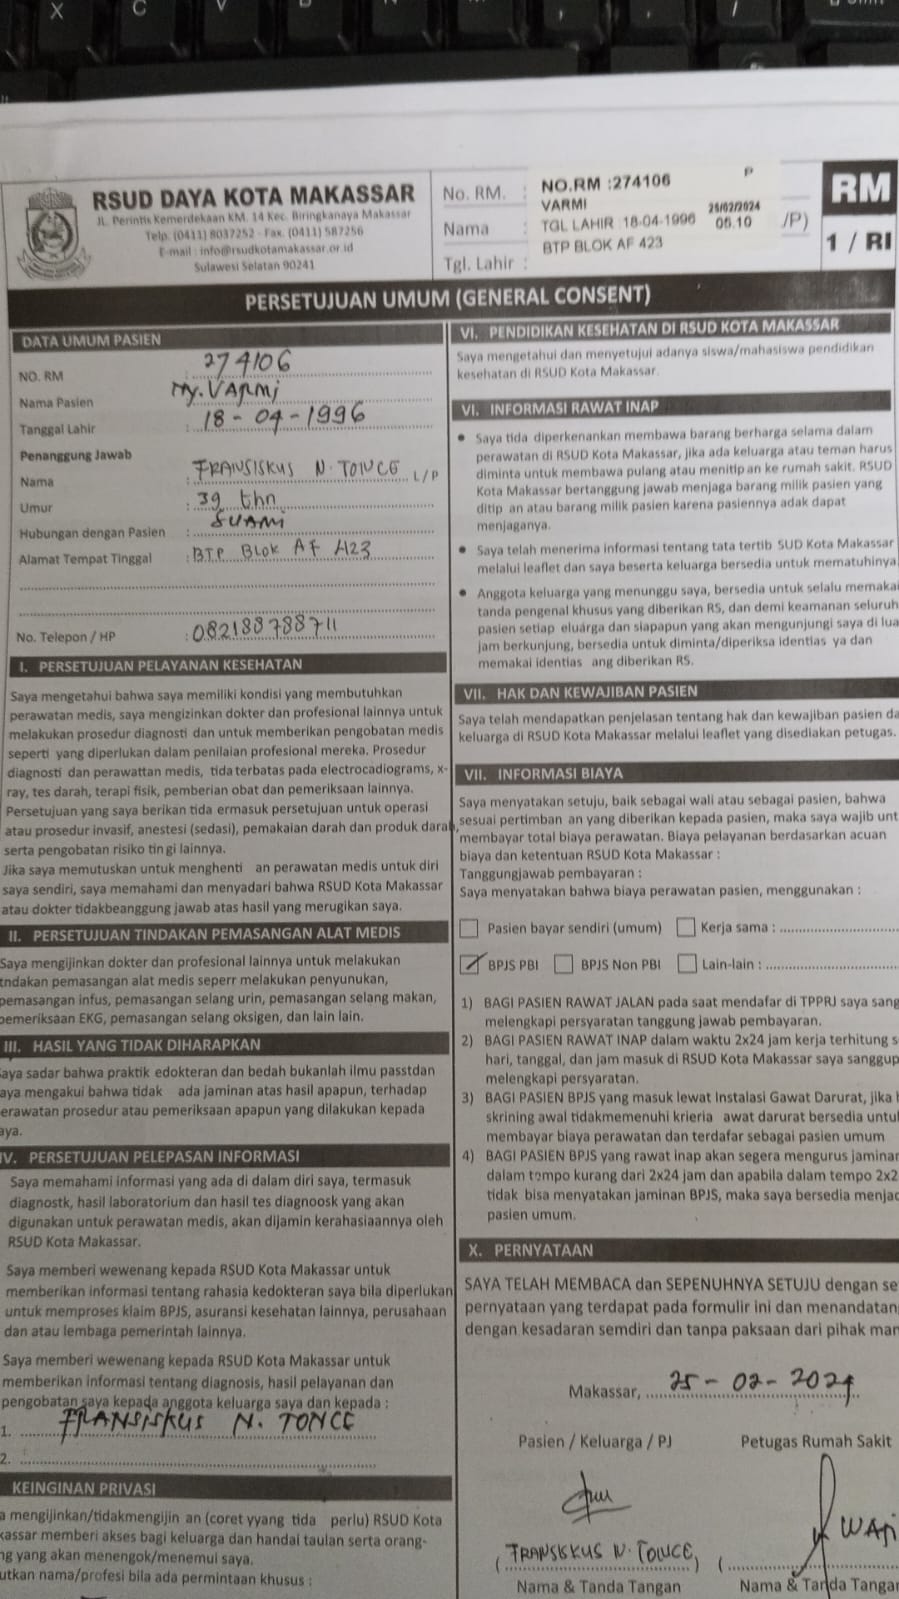 RSUD DAYA KOTA MAKASSAR
JL. Perintis Kemerdekaan KM. 14 Kec. Biringkanaya Makassar
Telp. (0411) 8037252 - Fax. (0411) 587256
E-mail : info@rsudkotamakassar.or.id
Sulawesi Selatan 90241
No. RM. :
Nama :
Tgl. Lahir :
NO.RM :274106
P
VARMI
25/02/2024
TGL LAHIR : 18-04-1996
05.10
/P)
BTP BLOK AF 423
RM
1 / RI
PERSETUJUAN UMUM (GENERAL CONSENT)
DATA UMUM PASIEN
NO. RM : 274106
Nama Pasien : Ny. VARMI
Tanggal Lahir : 18-04-1996
Penanggung Jawab
Nama : FRANSISKUS N. TONCE L/P
Umur : 39 thn
Hubungan dengan Pasien : SUAMI
Alamat Tempat Tinggal : BTP Blok AF 423
No. Telepon / HP : 082188788711
I. PERSETUJUAN PELAYANAN KESEHATAN
Saya mengetahui bahwa saya memiliki kondisi yang membutuhkan
perawatan medis, saya mengizinkan dokter dan profesional lainnya untuk
melakukan prosedur diagnosti dan untuk memberikan pengobatan medis
seperti yang diperlukan dalam penilaian profesional mereka. Prosedur
diagnosti dan perawattan medis, tida terbatas pada electrocadiograms, x-
ray, tes darah, terapi fisik, pemberian obat dan pemeriksaan lainnya.
Persetujuan yang saya berikan tida ermasuk persetujuan untuk operasi
atau prosedur invasif, anestesi (sedasi), pemakaian darah dan produk darah,
serta pengobatan risiko tin gi lainnya.
Jika saya memutuskan untuk menghenti an perawatan medis untuk diri
saya sendiri, saya memahami dan menyadari bahwa RSUD Kota Makassar
atau dokter tidakbeanggung jawab atas hasil yang merugikan saya.
II. PERSETUJUAN TINDAKAN PEMASANGAN ALAT MEDIS
Saya mengijinkan dokter dan profesional lainnya untuk melakukan
tndakan pemasangan alat medis seperr melakukan penyunukan,
pemasangan infus, pemasangan selang urin, pemasangan selang makan,
pemeriksaan EKG, pemasangan selang oksigen, dan lain lain.
III. HASIL YANG TIDAK DIHARAPKAN
Saya sadar bahwa praktik edokteran dan bedah bukanlah ilmu passtdan
aya mengakui bahwa tidak ada jaminan atas hasil apapun, terhadap
erawatan prosedur atau pemeriksaan apapun yang dilakukan kepada
aya.
IV. PERSETUJUAN PELEPASAN INFORMASI
Saya memahami informasi yang ada di dalam diri saya, termasuk
diagnostk, hasil laboratorium dan hasil tes diagnoosk yang akan
digunakan untuk perawatan medis, akan dijamin kerahasiaannya oleh
RSUD Kota Makassar.
Saya memberi wewenang kepada RSUD Kota Makassar untuk
memberikan informasi tentang rahasia kedokteran saya bila diperlukan
untuk memproses klaim BPJS, asuransi kesehatan lainnya, perusahaan
dan atau lembaga pemerintah lainnya.
Saya memberi wewenang kepada RSUD Kota Makassar untuk
memberikan informasi tentang diagnosis, hasil pelayanan dan
pengobatan saya kepada anggota keluarga saya dan kepada :
1. FRANSISKUS N. TONCE
2.
KEINGINAN PRIVASI
a mengijinkan/tidakmengijin an (coret yyang tida perlu) RSUD Kota
kassar memberi akses bagi keluarga dan handai taulan serta orang-
ng yang akan menengok/menemui saya.
utkan nama/profesi bila ada permintaan khusus :
VI. PENDIDIKAN KESEHATAN DI RSUD KOTA MAKASSAR
Saya mengetahui dan menyetujui adanya siswa/mahasiswa pendidikan
kesehatan di RSUD Kota Makassar.
VI. INFORMASI RAWAT INAP
• Saya tida diperkenankan membawa barang berharga selama dalam
perawatan di RSUD Kota Makassar, jika ada keluarga atau teman harus
diminta untuk membawa pulang atau menitip an ke rumah sakit. RSUD
Kota Makassar bertanggung jawab menjaga barang milik pasien yang
ditip an atau barang milik pasien karena pasiennya adak dapat
menjaganya.
• Saya telah menerima informasi tentang tata tertib SUD Kota Makassar
melalui leaflet dan saya beserta keluarga bersedia untuk mematuhinya
• Anggota keluarga yang menunggu saya, bersedia untuk selalu memakai
tanda pengenal khusus yang diberikan RS, dan demi keamanan seluruh
pasien setiap eluarga dan siapapun yang akan mengunjungi saya di lua
jam berkunjung, bersedia untuk diminta/diperiksa identias ya dan
memakai identias ang diberikan RS.
VII. HAK DAN KEWAJIBAN PASIEN
Saya telah mendapatkan penjelasan tentang hak dan kewajiban pasien da
keluarga di RSUD Kota Makassar melalui leaflet yang disediakan petugas.
VII. INFORMASI BIAYA
Saya menyatakan setuju, baik sebagai wali atau sebagai pasien, bahwa
sesuai pertimban an yang diberikan kepada pasien, maka saya wajib unt
membayar total biaya perawatan. Biaya pelayanan berdasarkan acuan
biaya dan ketentuan RSUD Kota Makassar :
Tanggungjawab pembayaran :
Saya menyatakan bahwa biaya perawatan pasien, menggunakan :
Pasien bayar sendiri (umum) Kerja sama :
BPJS PBI BPJS Non PBI Lain-lain :
1) BAGI PASIEN RAWAT JALAN pada saat mendafar di TPPRJ saya sang
melengkapi persyaratan tanggung jawab pembayaran.
2) BAGI PASIEN RAWAT INAP dalam waktu 2x24 jam kerja terhitung s
hari, tanggal, dan jam masuk di RSUD Kota Makassar saya sanggup
melengkapi persyaratan.
3) BAGI PASIEN BPJS yang masuk lewat Instalasi Gawat Darurat, jika
skrining awal tidakmemenuhi krieria awat darurat bersedia untu
membayar biaya perawatan dan terdafar sebagai pasien umum
4) BAGI PASIEN BPJS yang rawat inap akan segera mengurus jaminan
dalam tempo kurang dari 2x24 jam dan apabila dalam tempo 2x2
tidak bisa menyatakan jaminan BPJS, maka saya bersedia menjad
pasien umum.
X. PERNYATAAN
SAYA TELAH MEMBACA dan SEPENUHNYA SETUJU dengan se
pernyataan yang terdapat pada formulir ini dan menandatan
dengan kesadaran semdiri dan tanpa paksaan dari pihak man
Makassar, 25-02-2024
Pasien / Keluarga / PJ Petugas Rumah Sakit
WATI
( FRANSISKUS N. TONCE ) (
Nama & Tanda Tangan Nama & Tanda Tangan